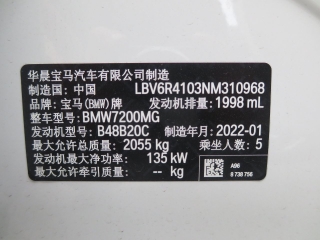 华晨宝马汽车有限公司制造
制造国：中国 LBV6R4103NM310968
品牌：宝马(BMW)牌 发动机排量：1998 mL
整车型号：BMW7200MG
发动机型号：B48B20C 制造年月：2022-01
最大允许总质量：2055 kg 乘坐人数：5
发动机最大净功率：135 kW A96
最大允许牵引质量：-- kg 8 738 756